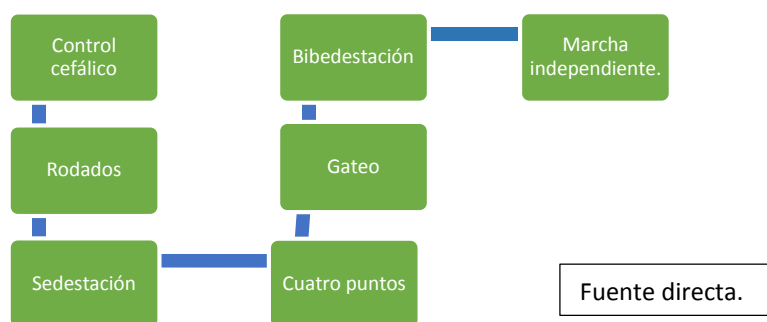 Control
cefálico
Rodados
Sedestación
Cuatro puntos
Gateo
Bibedestación
Marcha
independiente.
Fuente directa.